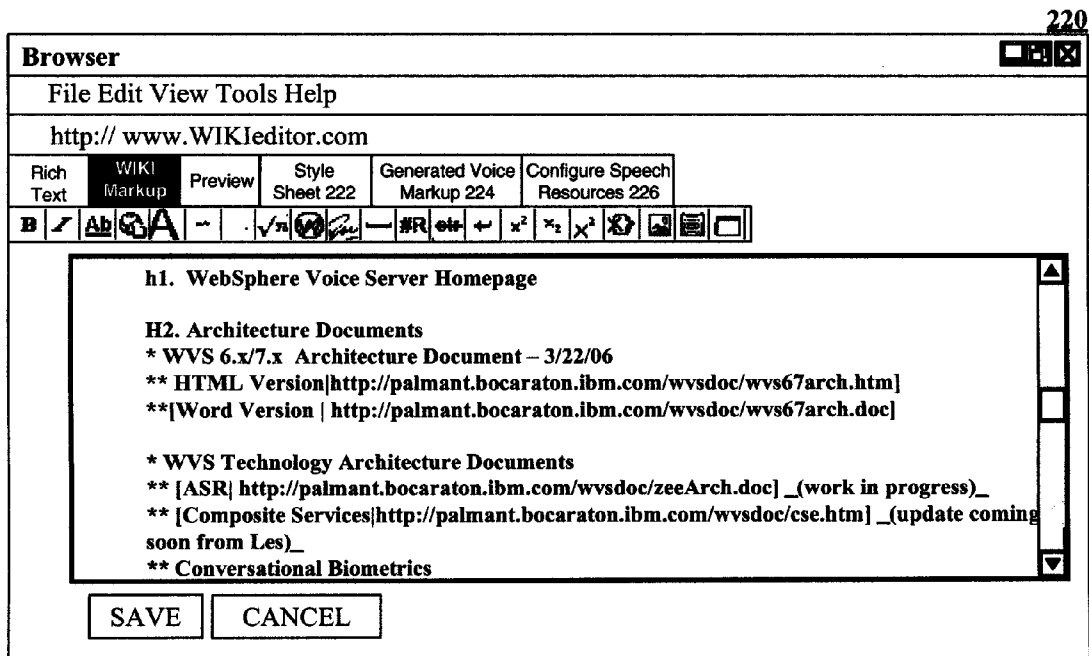 220
Browser
File Edit View Tools Help
http:// www.WIKIeditor.com
Rich Text WIKI Markup Preview Style Sheet 222 Generated Voice Markup 224 Configure Speech Resources 226
B I Ab A √n #R x² x₂ x²
h1. WebSphere Voice Server Homepage
H2. Architecture Documents
* WVS 6.x/7.x Architecture Document – 3/22/06
** HTML Version|http://palmant.bocaraton.ibm.com/wvsdoc/wvs67arch.htm]
**[Word Version | http://palmant.bocaraton.ibm.com/wvsdoc/wvs67arch.doc]
* WVS Technology Architecture Documents
** [ASR| http://palmant.bocaraton.ibm.com/wvsdoc/zeeArch.doc] _(work in progress)_
** [Composite Services|http://palmant.bocaraton.ibm.com/wvsdoc/cse.htm] _(update coming
soon from Les)_
** Conversational Biometrics
SAVE CANCEL